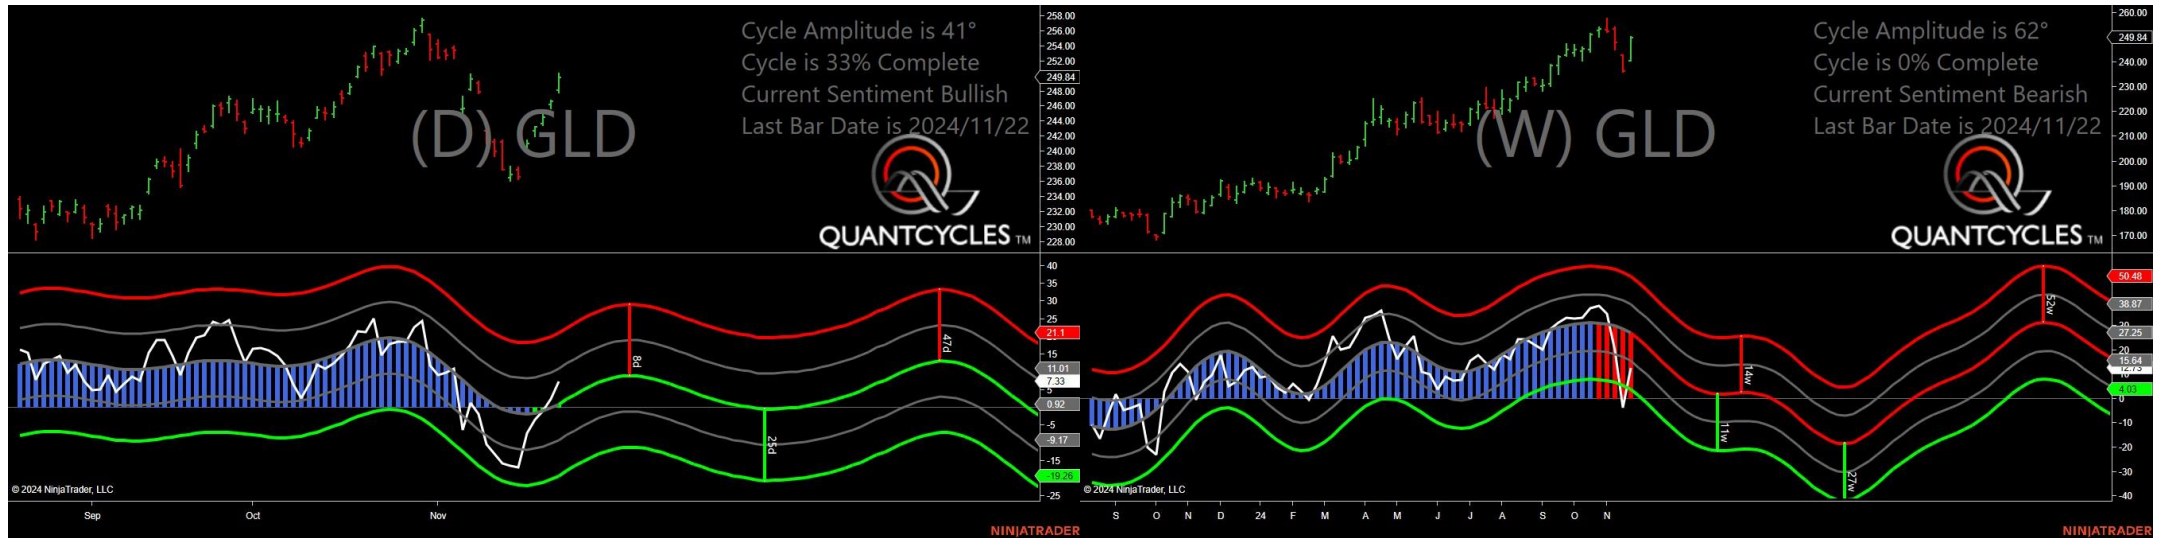 Cycle Amplitude is 41°
Cycle is 33% Complete
Current Sentiment Bullish
Last Bar Date is 2024/11/22
(D) GLD
QUANTCYCLES TM
258.00
256.00
254.00
252.00
249.84
248.00
246.00
244.00
242.00
240.00
238.00
236.00
234.00
232.00
230.00
228.00
40
35
30
25
21.1
15
11.01
7.33
5
0.92
-5
-9.17
-15
-19.26
-25
8d
25d
47d
© 2024 NinjaTrader, LLC
Sep Oct Nov
NINJATRADER
Cycle Amplitude is 62°
Cycle is 0% Complete
Current Sentiment Bearish
Last Bar Date is 2024/11/22
(W) GLD
QUANTCYCLES TM
260.00
249.84
240.00
230.00
220.00
210.00
200.00
190.00
180.00
170.00
50.48
38.87
30
27.25
20
15.64
12.73
10
4.03
0
-10
-20
-30
-40
11w
14w
27w
52w
© 2024 NinjaTrader, LLC
S O N D 24 F M A M J J A S O N
NINJATRADER